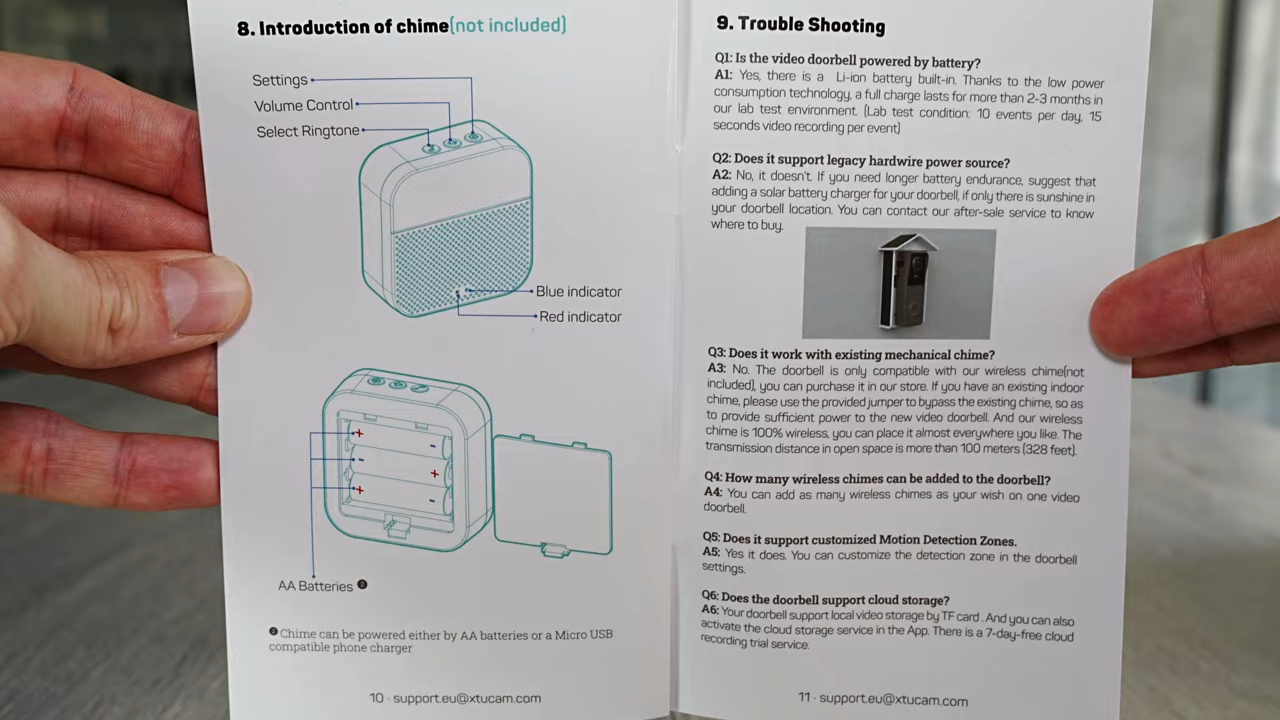 8. Introduction of chime(not included)
Settings
Volume Control
Select Ringtone
Blue indicator
Red indicator
+
-
-
+
+
-
AA Batteries ❷
❷ Chime can be powered either by AA batteries or a Micro USB
compatible phone charger
10 · support.eu@xtucam.com
9. Trouble Shooting
Q1: Is the video doorbell powered by battery?
A1: Yes, there is a Li-ion battery built-in. Thanks to the low power
consumption technology, a full charge lasts for more than 2-3 months in
our lab test environment. (Lab test condition: 10 events per day, 15
seconds video recording per event)
Q2: Does it support legacy hardwire power source?
A2: No, it doesn't. If you need longer battery endurance, suggest that
adding a solar battery charger for your doorbell, if only there is sunshine in
your doorbell location. You can contact our after-sale service to know
where to buy.
Q3: Does it work with existing mechanical chime?
A3: No. The doorbell is only compatible with our wireless chime(not
included), you can purchase it in our store. If you have an existing indoor
chime, please use the provided jumper to bypass the existing chime, so as
to provide sufficient power to the new video doorbell. And our wireless
chime is 100% wireless, you can place it almost everywhere you like. The
transmission distance in open space is more than 100 meters (328 feet).
Q4: How many wireless chimes can be added to the doorbell?
A4: You can add as many wireless chimes as your wish on one video
doorbell.
Q5: Does it support customized Motion Detection Zones.
A5: Yes it does. You can customize the detection zone in the doorbell
settings.
Q6: Does the doorbell support cloud storage?
A6: Your doorbell support local video storage by TF card . And you can also
activate the cloud storage service in the App. There is a 7-day-free cloud
recording trial service.
11 · support.eu@xtucam.com